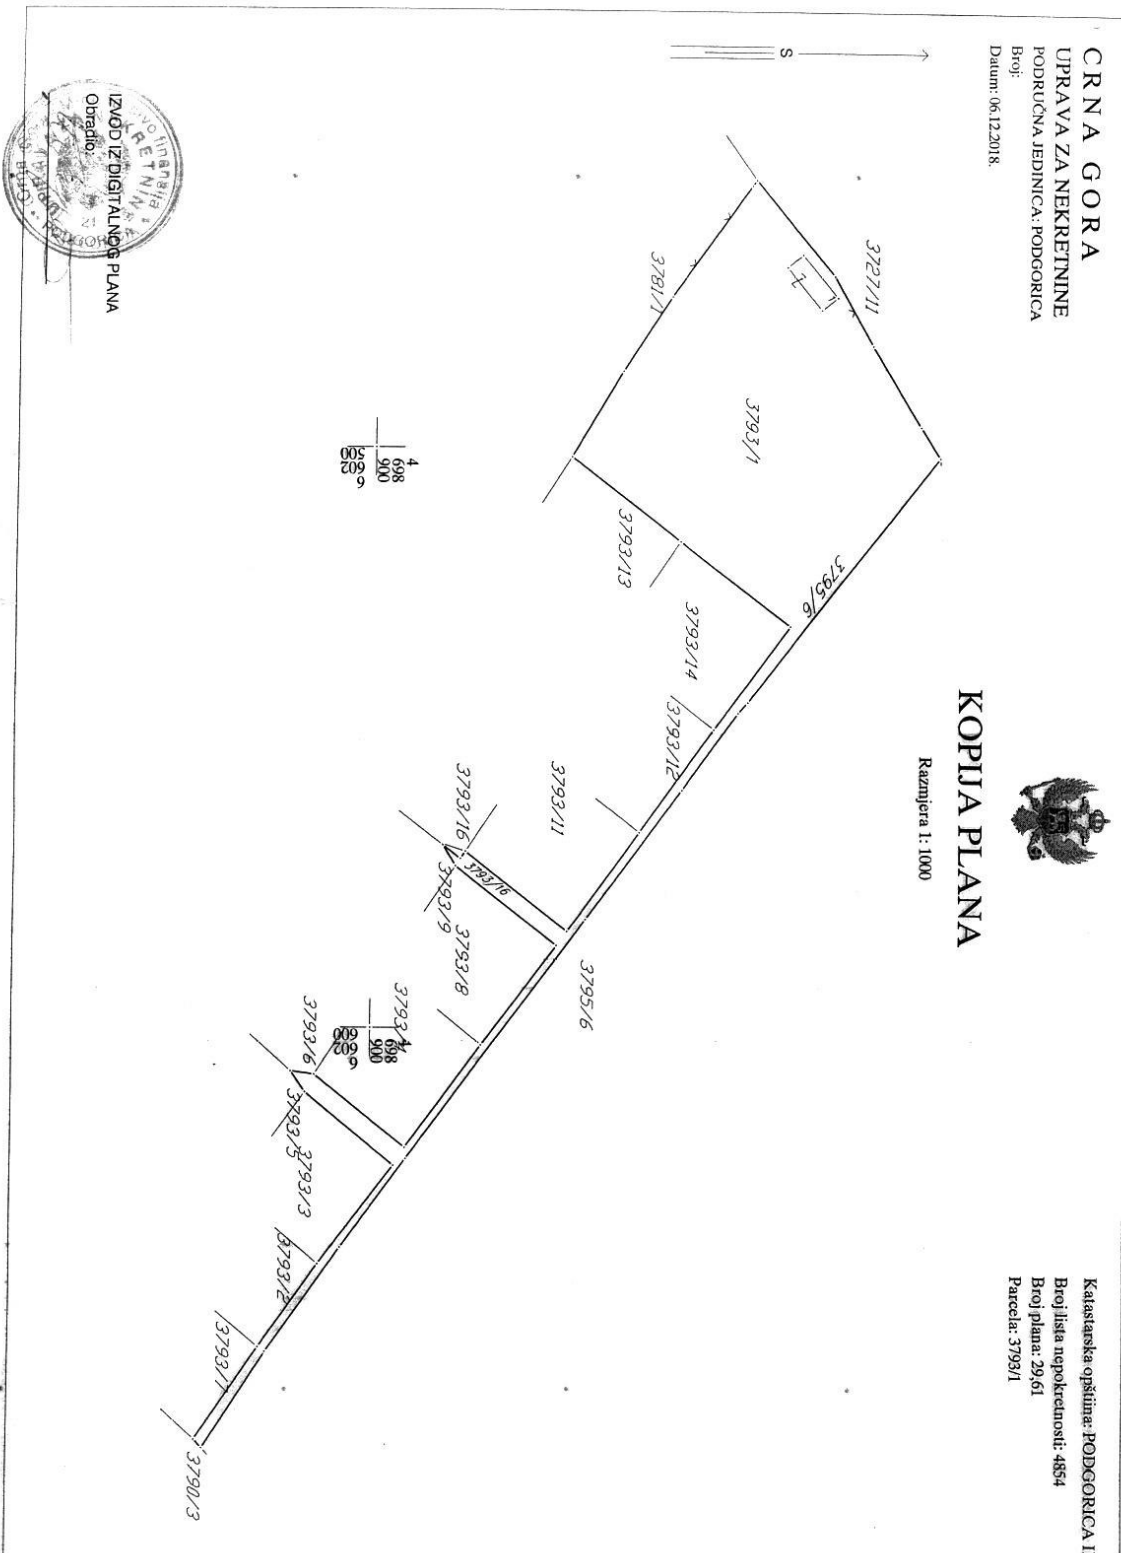 CRNA GORA
UPRAVA ZA NEKRETNINE
PODRUČNA JEDINICA: PODGORICA
Broj:
Datum: 06.12.2018.
KOPIJA PLANA
Razmjera 1: 1000
Katastarska opština: PODGORICA I
Broj lista nepokretnosti: 4854
Broj plana: 29,61
Parcela: 3793/1
S
3727/11
3781/1
3793/1
3795/6
3793/13
3793/14
3793/12
3793/11
3793/16
3793/16
3793/9
3793/8
3795/6
3793/6
3793/5
3793/3
3793/2
3790/3
4
698
900
6 602
500
4
698
900
6 602
600
IZVOD IZ DIGITALNOG PLANA
Obradio:
PODGORICA